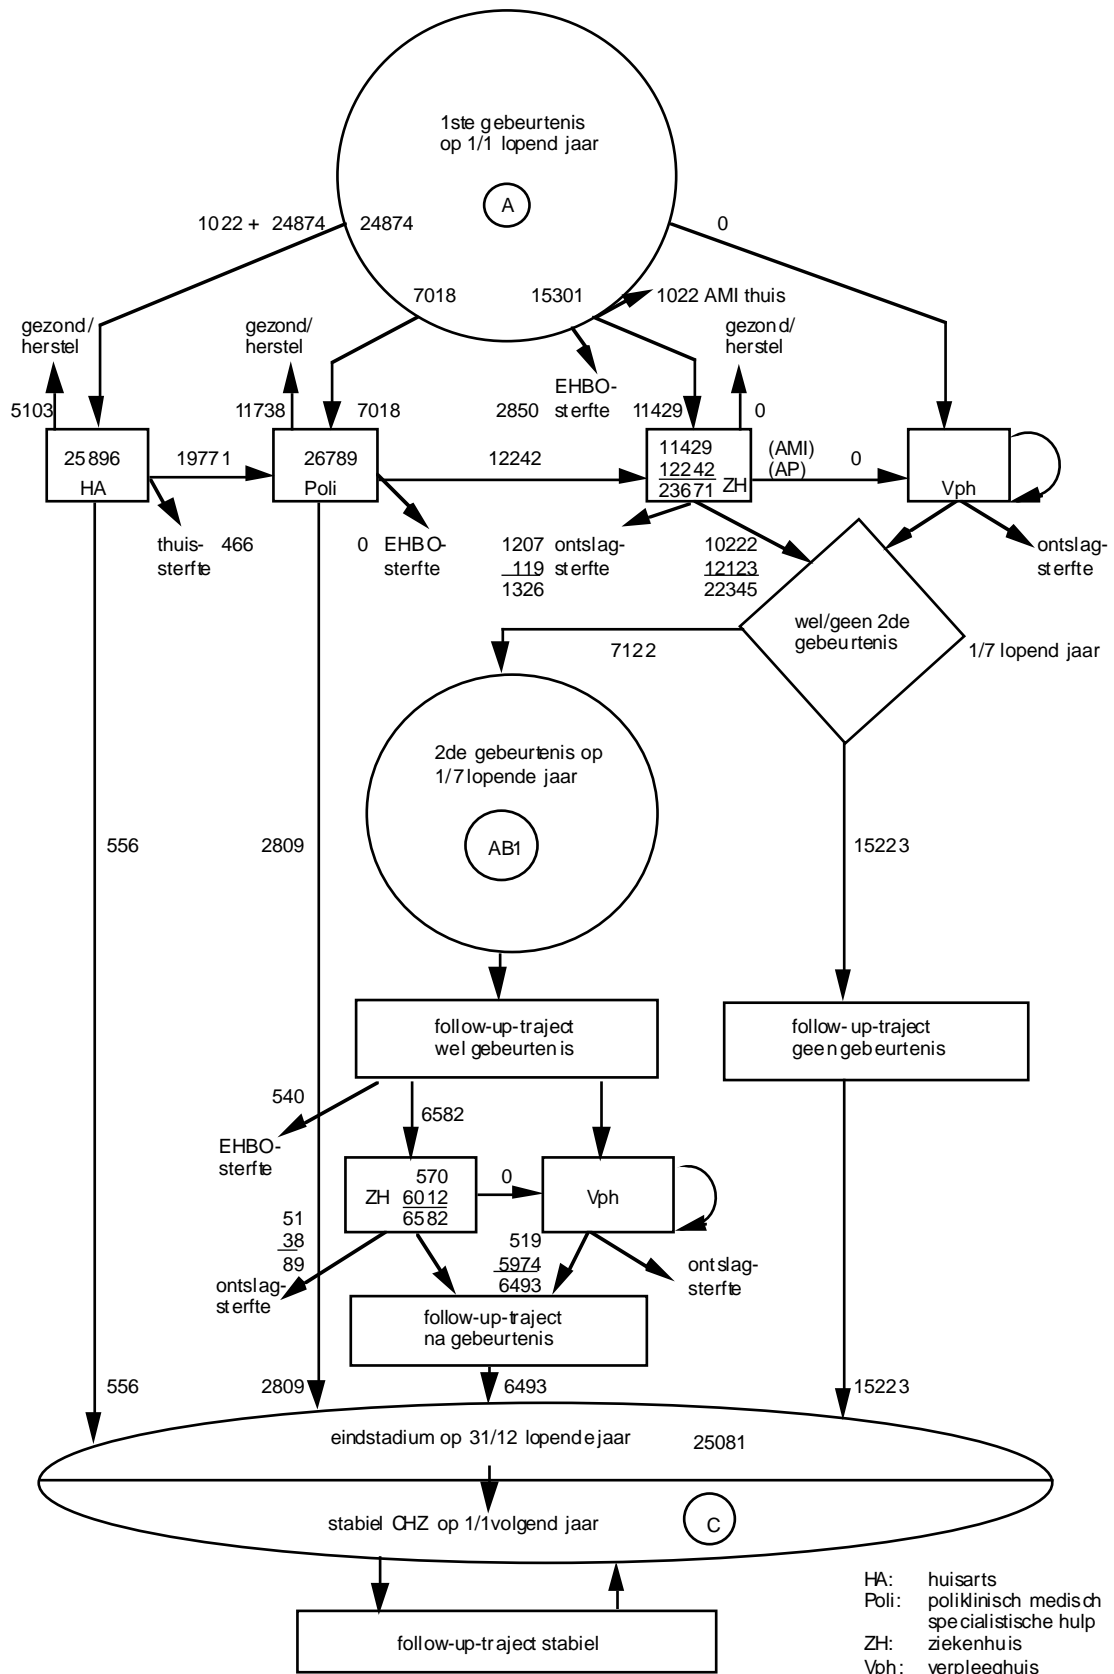 1ste gebeurtenis
op 1/1 lopend jaar
A
1022 + 24874
24874
0
7018
15301
1022 AMI thuis
gezond/
herstel
gezond/
herstel
gezond/
herstel
EHBO-
sterfte
5103
11738
7018
2850
11429
0
25896
HA
19771
26789
Poli
12242
11429
12242
23671 ZH
(AMI)
(AP)
0
Vph
thuis- 466
sterfte
0 EHBO-
sterfte
1207 ontslag-
119 sterfte
1326
10222
12123
22345
ontslag-
sterfte
wel/geen 2de
gebeurtenis
1/7 lopend jaar
7122
2de gebeurtenis op
1/7 lopende jaar
AB1
556
2809
15223
follow-up-traject
wel gebeurtenis
follow-up-traject
geen gebeurtenis
540
6582
EHBO-
sterfte
570
ZH 6012
6582
0
Vph
51
38
89
519
5974
6493
ontslag-
sterfte
ontslag-
sterfte
follow-up-traject
na gebeurtenis
556
2809
6493
15223
eindstadium op 31/12 lopende jaar
25081
stabiel CHZ op 1/1 volgend jaar
C
follow-up-traject stabiel
HA: huisarts
Poli: poliklinisch medisch
specialistische hulp
ZH: ziekenhuis
Vph: verpleeghuis